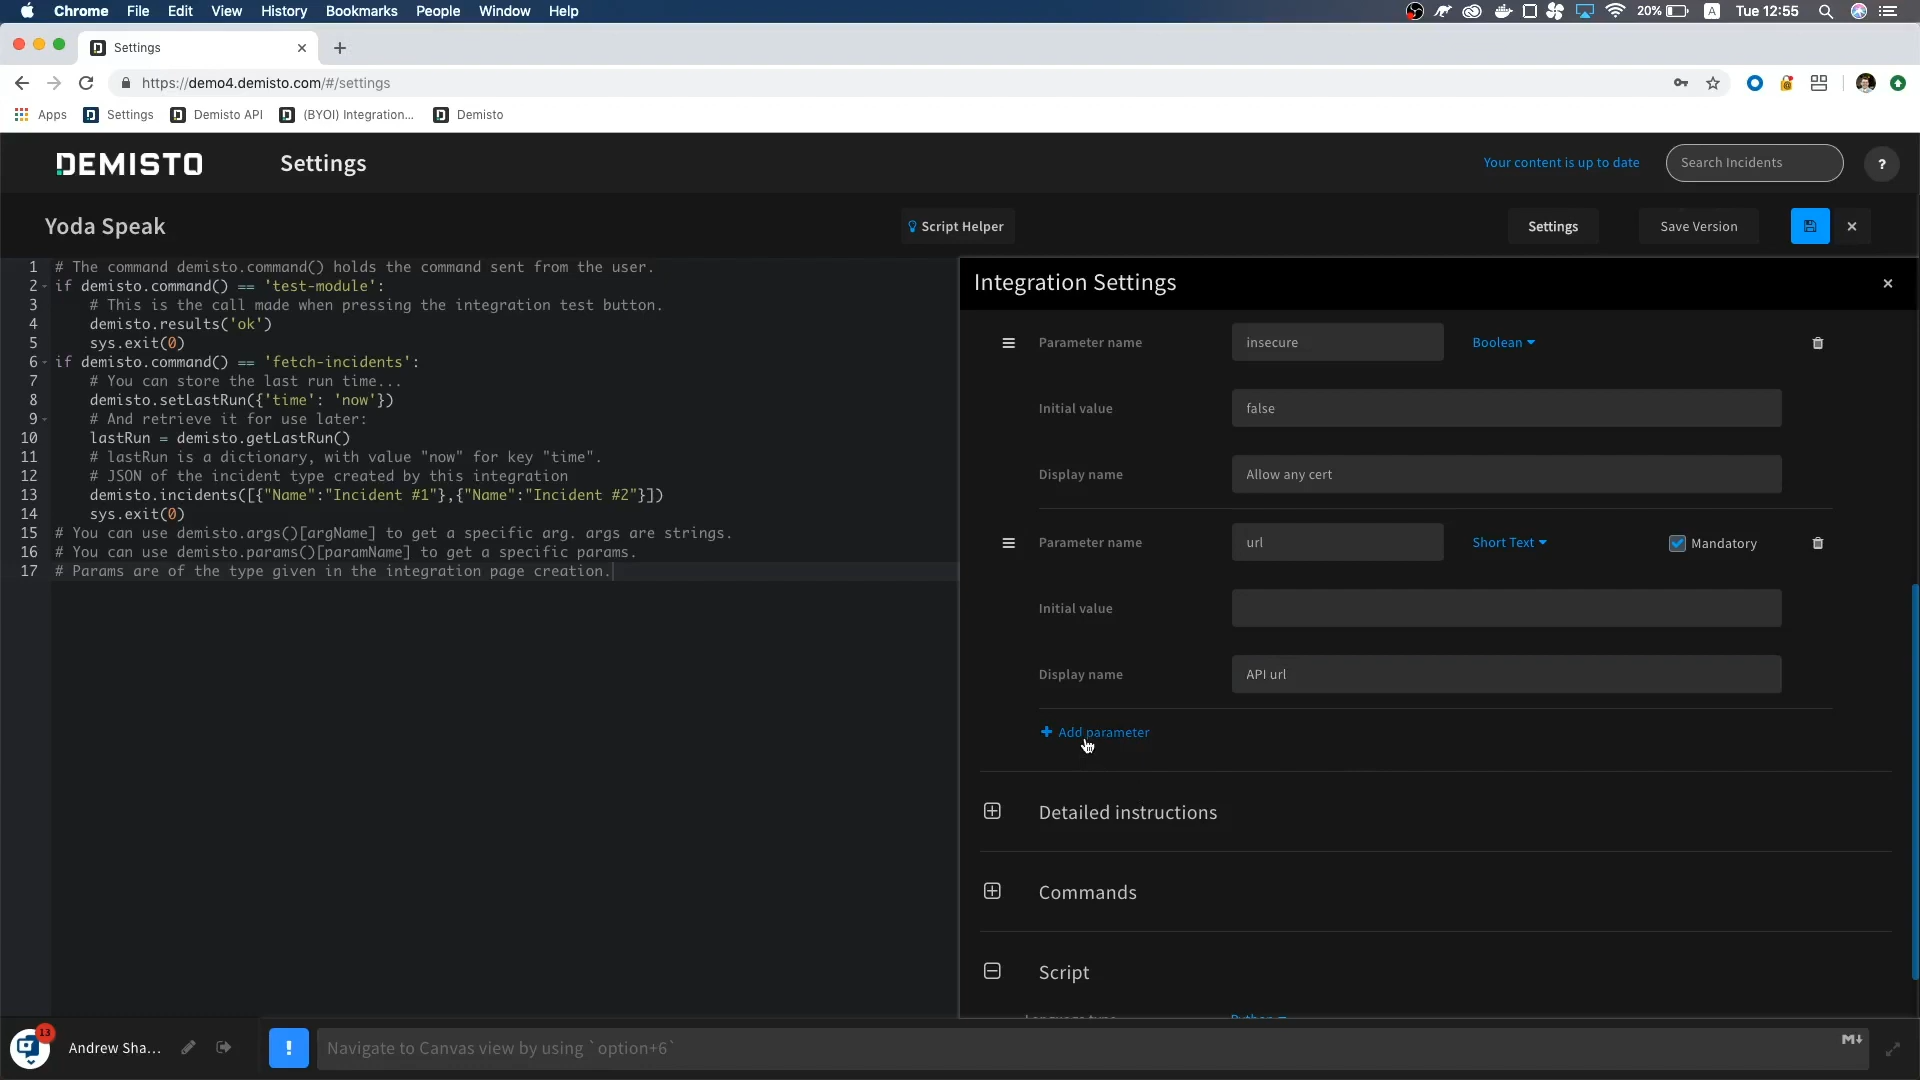 Chrome File Edit View History Bookmarks People Window Help 20% A Tue 12:55
Settings
https://demo4.demisto.com/#/settings
Apps Settings Demisto API (BYOI) Integration... Demisto
DEMISTO Settings Your content is up to date Search Incidents ?
Yoda Speak Script Helper Settings Save Version
1 # The command demisto.command() holds the command sent from the user.
2 if demisto.command() == 'test-module':
3 # This is the call made when pressing the integration test button.
4 demisto.results('ok')
5 sys.exit(0)
6 if demisto.command() == 'fetch-incidents':
7 # You can store the last run time...
8 demisto.setLastRun({'time': 'now'})
9 # And retrieve it for use later:
10 lastRun = demisto.getLastRun()
11 # lastRun is a dictionary, with value "now" for key "time".
12 # JSON of the incident type created by this integration
13 demisto.incidents([{"Name":"Incident #1"},{"Name":"Incident #2"}])
14 sys.exit(0)
15 # You can use demisto.args()[argName] to get a specific arg. args are strings.
16 # You can use demisto.params()[paramName] to get a specific params.
17 # Params are of the type given in the integration page creation.
Integration Settings
Parameter name insecure Boolean
Initial value false
Display name Allow any cert
Parameter name url Short Text Mandatory
Initial value
Display name API url
+ Add parameter
Detailed instructions
Commands
Script
Language type Python
13
Andrew Sha... ! Navigate to Canvas view by using `option+6` M↓